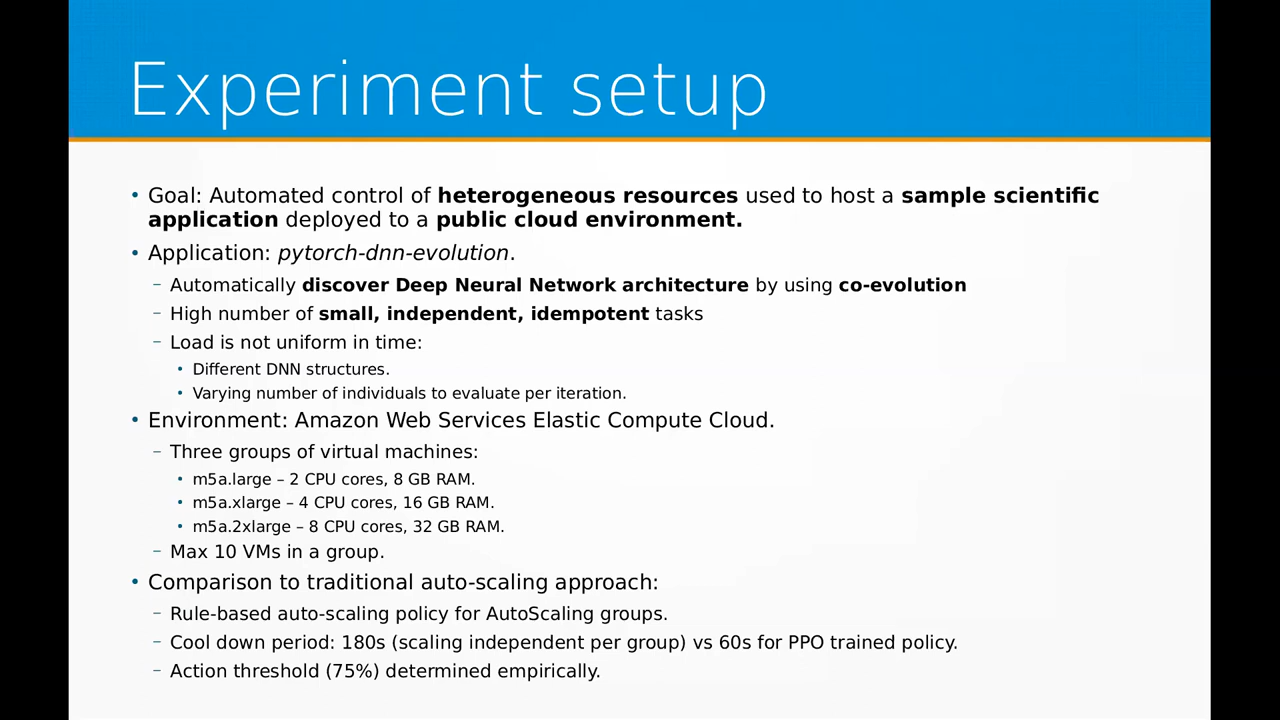 Experiment setup
• Goal: Automated control of heterogeneous resources used to host a sample scientific
application deployed to a public cloud environment.
• Application: pytorch-dnn-evolution.
– Automatically discover Deep Neural Network architecture by using co-evolution
– High number of small, independent, idempotent tasks
– Load is not uniform in time:
• Different DNN structures.
• Varying number of individuals to evaluate per iteration.
• Environment: Amazon Web Services Elastic Compute Cloud.
– Three groups of virtual machines:
• m5a.large – 2 CPU cores, 8 GB RAM.
• m5a.xlarge – 4 CPU cores, 16 GB RAM.
• m5a.2xlarge – 8 CPU cores, 32 GB RAM.
– Max 10 VMs in a group.
• Comparison to traditional auto-scaling approach:
– Rule-based auto-scaling policy for AutoScaling groups.
– Cool down period: 180s (scaling independent per group) vs 60s for PPO trained policy.
– Action threshold (75%) determined empirically.